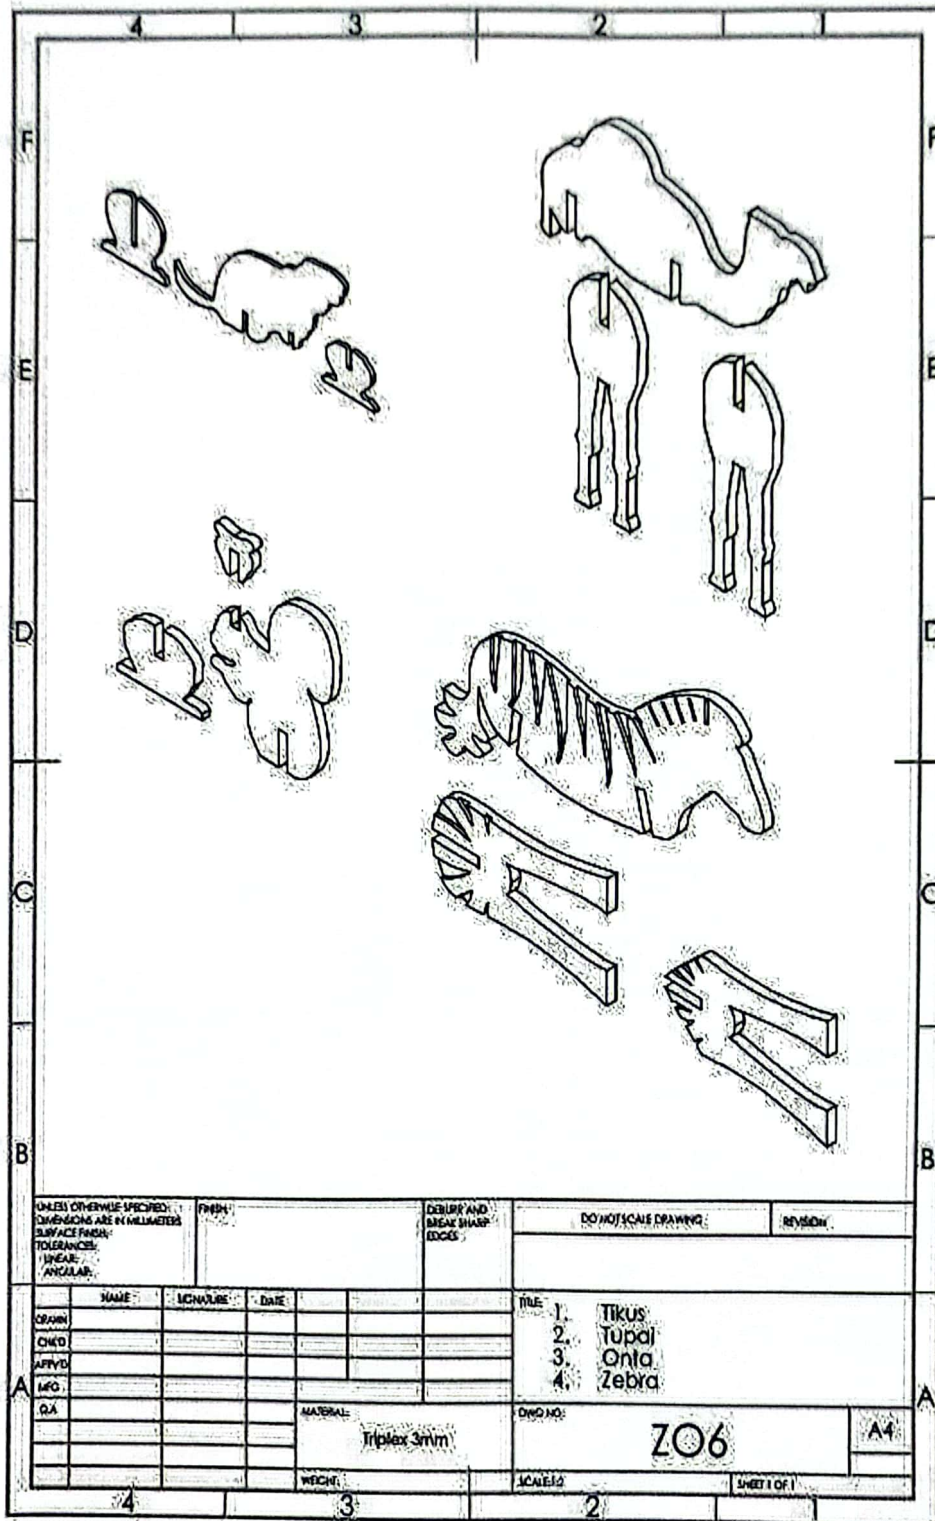 4 3 2
F F
E E
D D
C C
B B
UNLESS OTHERWISE SPECIFIED:
DIMENSIONS ARE IN MILLIMETERS
SURFACE FINISH:
TOLERANCES:
LINEAR:
ANGULAR:
FINISH:
DEBURR AND
BREAK SHARP
EDGES
DO NOT SCALE DRAWING
REVISION
NAME SIGNATURE DATE
DRAWN
CHK'D
APPV'D
MFG
Q.A
TITLE:
1. Tikus
2. Tupai
3. Onta
4. Zebra
A A
MATERIAL:
Triplex 3mm
DWG NO.
ZO6
A4
WEIGHT:
SCALE:1:2
SHEET 1 OF 1
4 3 2